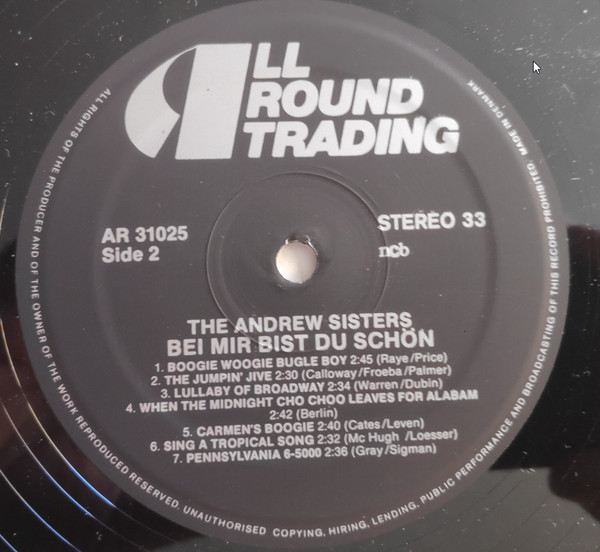 ALL
ROUND
TRADING
AR 31025
Side 2
STEREO 33
ncb
THE ANDREW SISTERS
BEI MIR BIST DU SCHÖN
1. BOOGIE WOOGIE BUGLE BOY 2:45 (Raye/Price)
2. THE JUMPIN' JIVE 2:30 (Calloway/Froeba/Palmer)
3. LULLABY OF BROADWAY 2:34 (Warren/Dubin)
4. WHEN THE MIDNIGHT CHO CHOO LEAVES FOR ALABAM
2:42 (Berlin)
5. CARMEN'S BOOGIE 2:40 (Cates/Leven)
6. SING A TROPICAL SONG 2:32 (Mc Hugh /Loesser)
7. PENNSYLVANIA 6-5000 2:36 (Gray/Sigman)
ALL RIGHTS OF THE PRODUCER AND OF THE OWNER OF THE WORK REPRODUCED RESERVED. UNAUTHORISED COPYING, HIRING, LENDING, PUBLIC PERFORMANCE AND BROADCASTING OF THIS RECORD PROHIBITED. MADE IN DENMARK